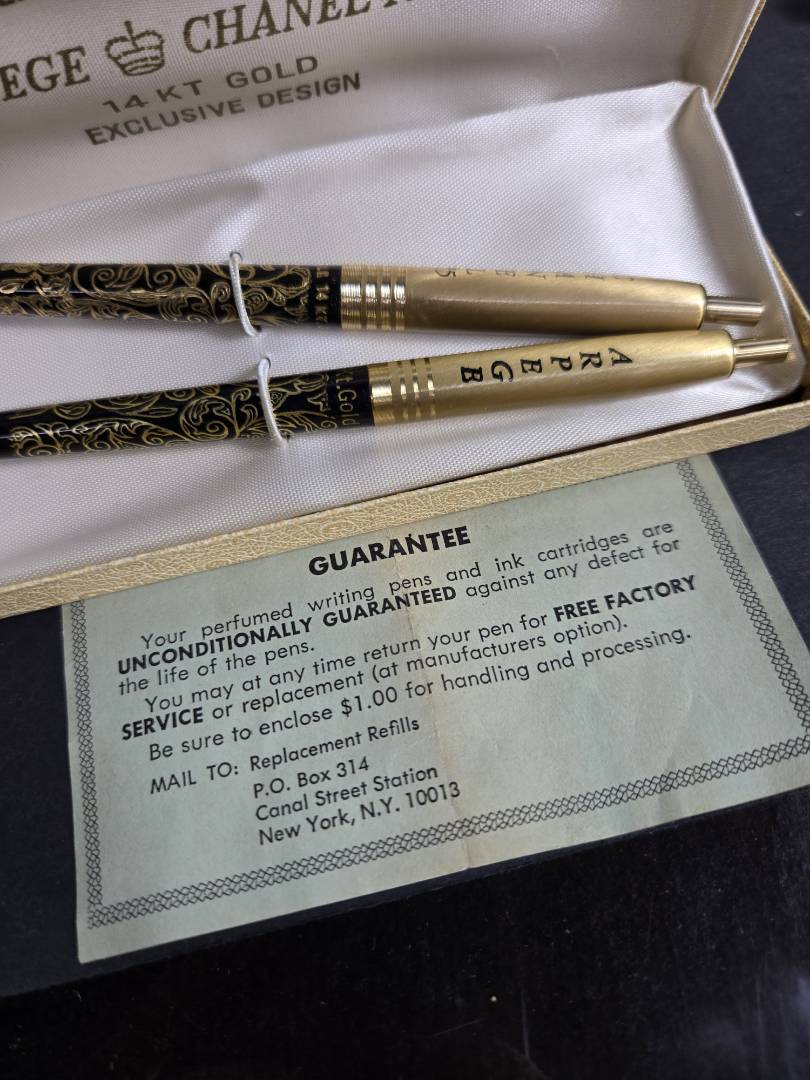 EGE CHANEL
14 KT GOLD
EXCLUSIVE DESIGN
5
ARPEGE
t. Gold
GUARANTEE
Your perfumed writing pens and ink cartridges are
UNCONDITIONALLY GUARANTEED against any defect for
the life of the pens.
You may at any time return your pen for FREE FACTORY
SERVICE or replacement (at manufacturers option).
Be sure to enclose $1.00 for handling and processing.
MAIL TO: Replacement Refills
P.O. Box 314
Canal Street Station
New York, N.Y. 10013